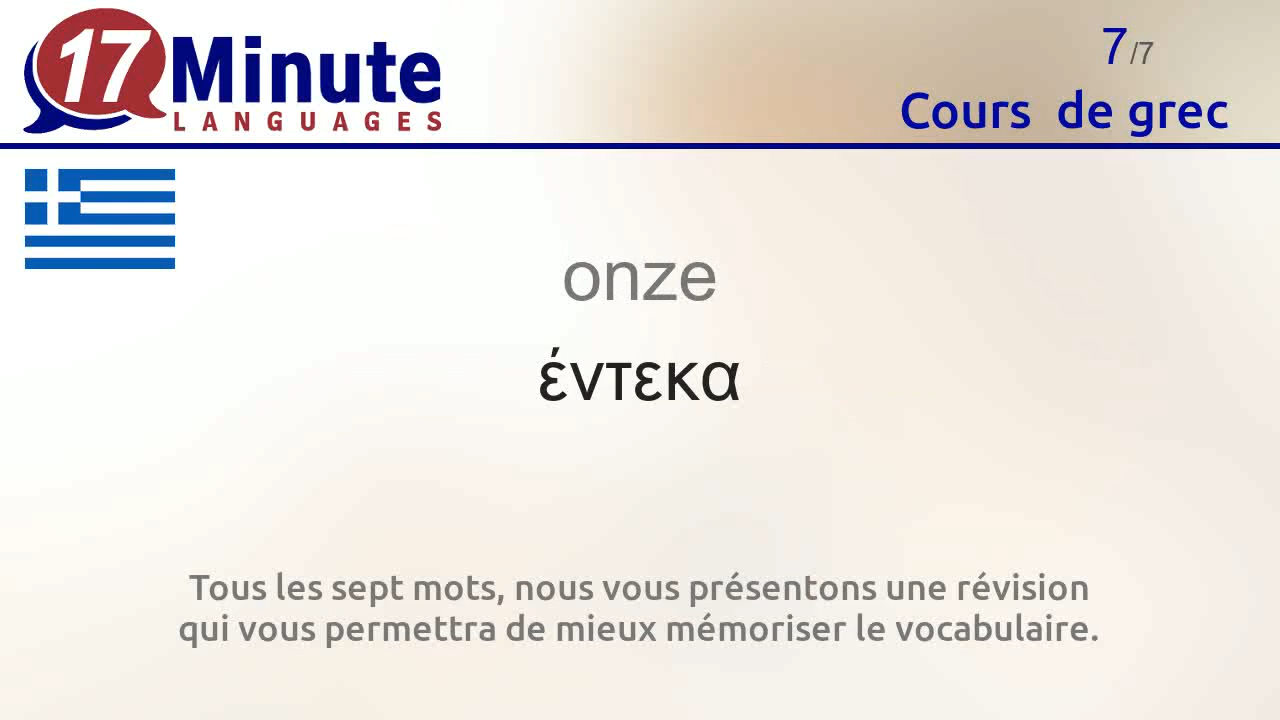 17 Minute
LANGUAGES
7/7
Cours de grec
onze
έντεκα
Tous les sept mots, nous vous présentons une révision
qui vous permettra de mieux mémoriser le vocabulaire.